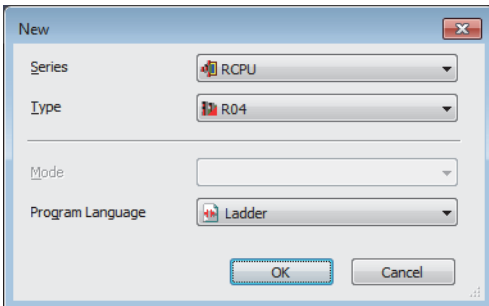 New
Series RCPU
Type R04
Mode
Program Language Ladder
OK Cancel